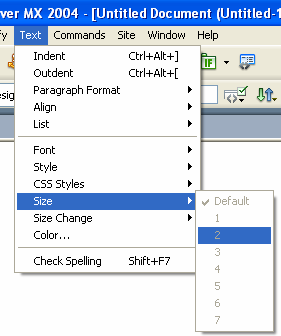 ver MX 2004 - [Untitled Document (Untitled-1
Text Commands Site Window Help
Indent Ctrl+Alt+]
Outdent Ctrl+Alt+[
Paragraph Format
Align
List
Font
Style
CSS Styles
Size
Size Change
Color...
Check Spelling Shift+F7
Default
1
2
3
4
5
6
7